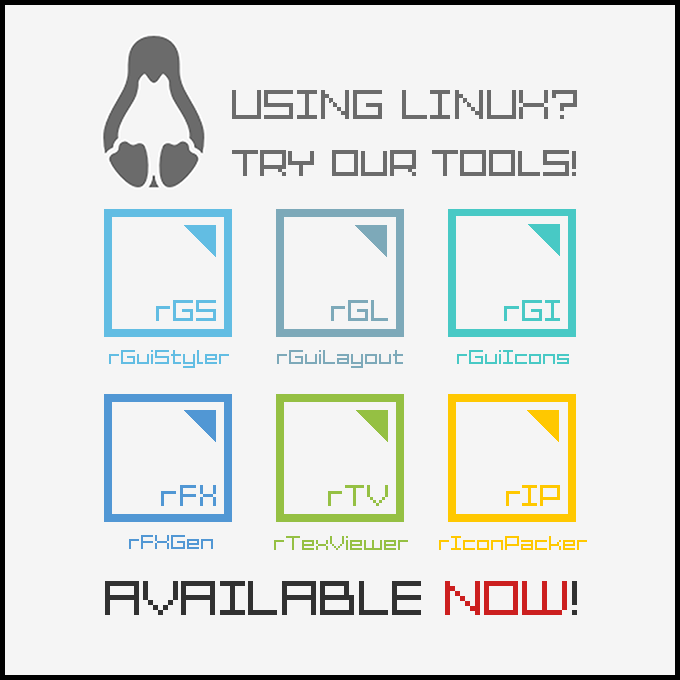 USING LINUX?
TRY OUR TOOLS!
rGS rGL rGI
rGuiStyler rGuiLayout rGuiIcons
rFX rTV rIP
rFXGen rTexViewer rIconPacker
AVAILABLE NOW!